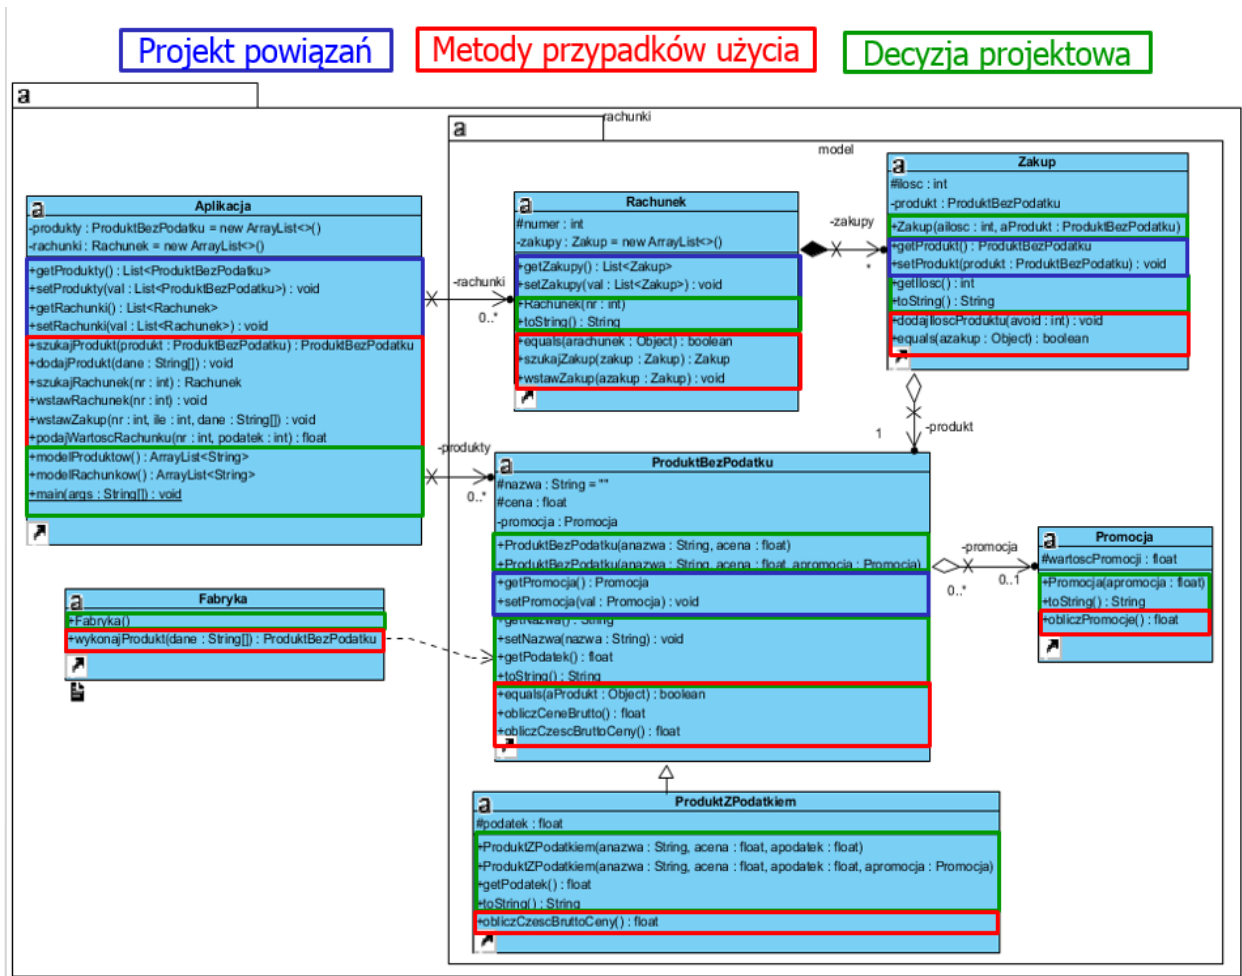 Projekt powiązań
Metody przypadków użycia
Decyzja projektowa
a
rachunki
a
model
a
Aplikacja
-produkty : ProduktBezPodatku = new ArrayList<>()
-rachunki : Rachunek = new ArrayList<>()
+getProdukty() : List<ProduktBezPodatku>
+setProdukty(val : List<ProduktBezPodatku>) : void
+getRachunki() : List<Rachunek>
+setRachunki(val : List<Rachunek>) : void
+szukajProdukt(produkt : ProduktBezPodatku) : ProduktBezPodatku
+dodajProdukt(dane : String[]) : void
+szukajRachunek(nr : int) : Rachunek
+wstawRachunek(nr : int) : void
+wstawZakup(nr : int, ile : int, dane : String[]) : void
+podajWartoscRachunku(nr : int, podatek : int) : float
+modelProduktow() : ArrayList<String>
+modelRachunkow() : ArrayList<String>
+main(args : String[]) : void
-rachunki
0..*
-produkty
0..*
a
Rachunek
#numer : int
-zakupy : Zakup = new ArrayList<>()
+getZakupy() : List<Zakup>
+setZakupy(val : List<Zakup>) : void
+Rachunek(nr : int)
+toString() : String
+equals(arachunek : Object) : boolean
+szukajZakup(zakup : Zakup) : Zakup
+wstawZakup(azakup : Zakup) : void
-zakupy
*
a
Zakup
#ilosc : int
-produkt : ProduktBezPodatku
+Zakup(ailosc : int, aProdukt : ProduktBezPodatku)
+getProdukt() : ProduktBezPodatku
+setProdukt(produkt : ProduktBezPodatku) : void
+getIlosc() : int
+toString() : String
+dodajIloscProduktu(avoid : int) : void
+equals(azakup : Object) : boolean
1
-produkt
a
ProduktBezPodatku
#nazwa : String = ""
#cena : float
-promocja : Promocja
+ProduktBezPodatku(anazwa : String, acena : float)
+ProduktBezPodatku(anazwa : String, acena : float, apromocja : Promocja)
+getPromocja() : Promocja
+setPromocja(val : Promocja) : void
+getNazwa() : String
+setNazwa(nazwa : String) : void
+getPodatek() : float
+toString() : String
+equals(aProdukt : Object) : boolean
+obliczCeneBrutto() : float
+obliczCzescBruttoCeny() : float
-promocja
0..*
0..1
a
Promocja
#wartoscPromocji : float
+Promocja(apromocja : float)
+toString() : String
+obliczPromocje() : float
a
Fabryka
+Fabryka()
+wykonajProdukt(dane : String[]) : ProduktBezPodatku
a
ProduktZPodatkiem
#podatek : float
+ProduktZPodatkiem(anazwa : String, acena : float, apodatek : float)
+ProduktZPodatkiem(anazwa : String, acena : float, apodatek : float, apromocja : Promocja)
+getPodatek() : float
+toString() : String
+obliczCzescBruttoCeny() : float